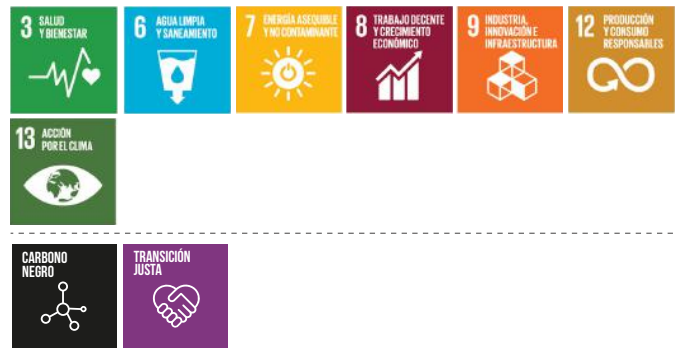 3 SALUD
Y BIENESTAR
6 AGUA LIMPIA
Y SANEAMIENTO
7 ENERGÍA ASEQUIBLE
Y NO CONTAMINANTE
8 TRABAJO DECENTE
Y CRECIMIENTO
ECONÓMICO
9 INDUSTRIA,
INNOVACIÓN E
INFRAESTRUCTURA
12 PRODUCCIÓN
Y CONSUMO
RESPONSABLES
13 ACCIÓN
POR EL CLIMA
CARBONO
NEGRO
TRANSICIÓN
JUSTA